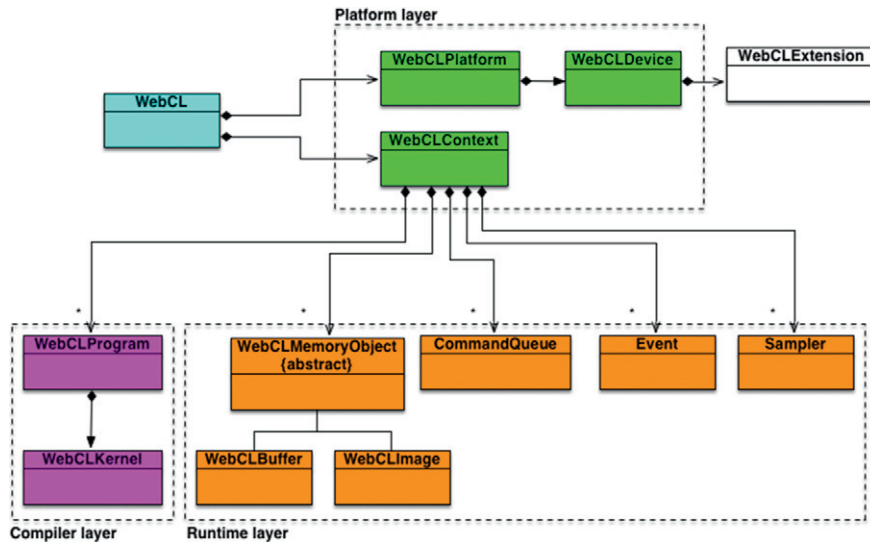 Platform layer
WebCLPlatform
WebCLDevice
WebCLExtension
WebCL
WebCLContext
* * * * *
WebCLProgram
WebCLMemoryObject
{abstract}
CommandQueue
Event
Sampler
WebCLKernel
WebCLBuffer
WebCLImage
Compiler layer
Runtime layer